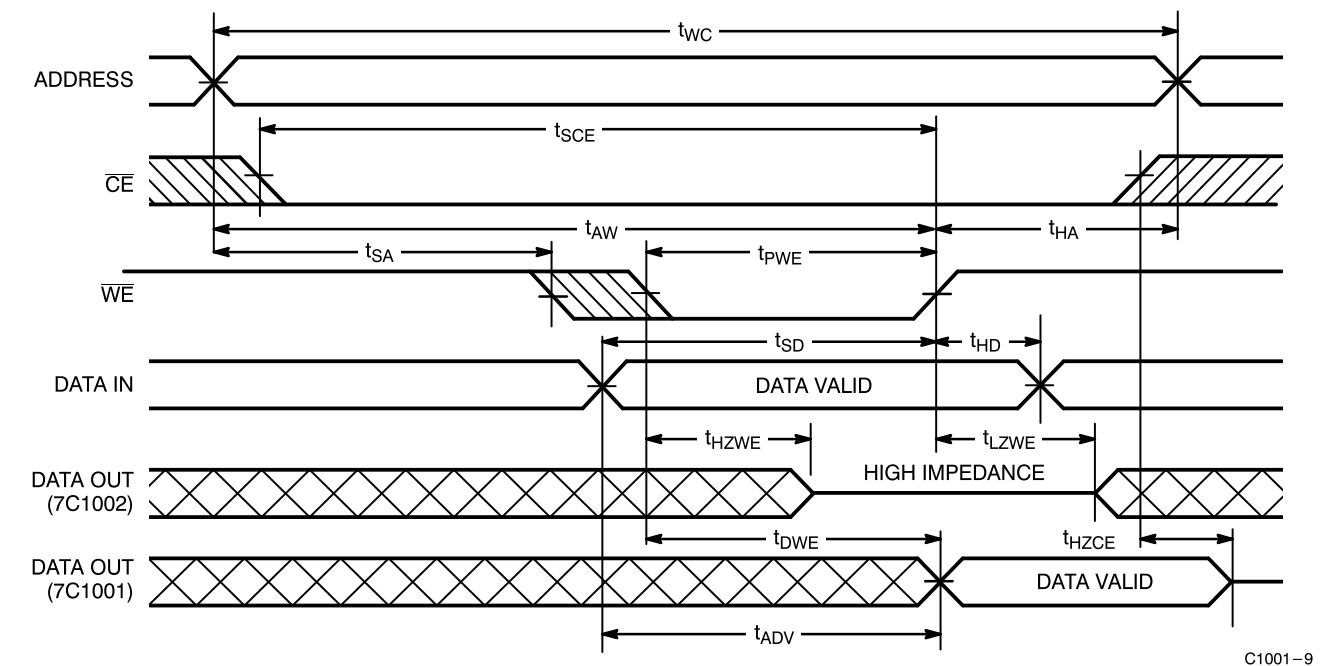 tWC
ADDRESS
tSCE
CE
tAW
tHA
tSA
tPWE
WE
tSD
tHD
DATA IN
DATA VALID
tHZWE
tLZWE
DATA OUT
(7C1002)
HIGH IMPEDANCE
tDWE
tHZCE
DATA OUT
(7C1001)
DATA VALID
tADV
C1001–9